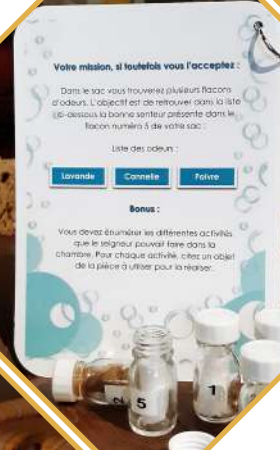 Votre mission, si toutefois vous l'acceptez :
Dans le sac vous trouverez plusieurs flacons
d'odeurs. L'objectif est de retrouver dans la liste
ci-dessous la bonne senteur présente dans le
flacon numéro 5 de votre sac :
Liste des odeurs :
Lavande Cannelle Poivre
Bonus :
Vous devez énumérer les différentes activités
que le seigneur pouvait faire dans la
chambre. Pour chaque activité, citez un objet
de la pièce à utiliser pour la réaliser.
2 5 1